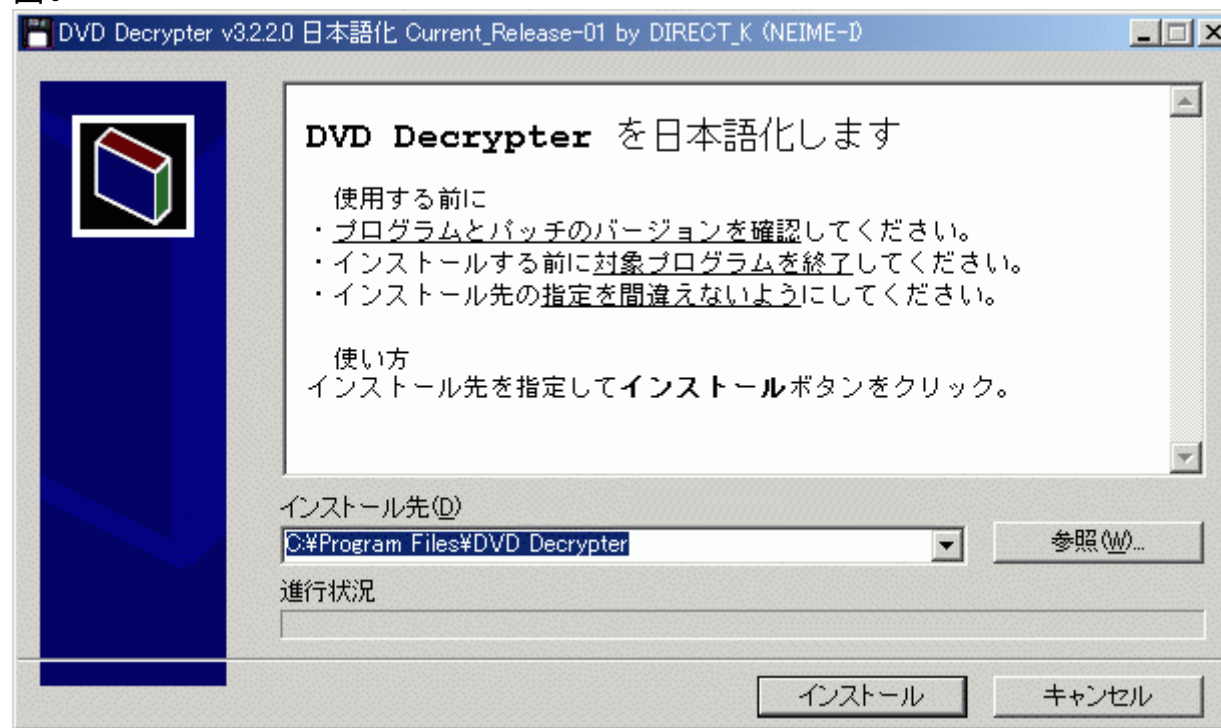 DVD Decrypter v3.2.2.0 日本語化 Current_Release-01 by DIRECT_K (NEIME-I)
DVD Decrypter を日本語化します
使用する前に
・プログラムとパッチのバージョンを確認してください。
・インストールする前に対象プログラムを終了してください。
・インストール先の指定を間違えないようにしてください。
使い方
インストール先を指定してインストールボタンをクリック。
インストール先(D)
C:¥Program Files¥DVD Decrypter
参照(W)...
進行状況
インストール
キャンセル